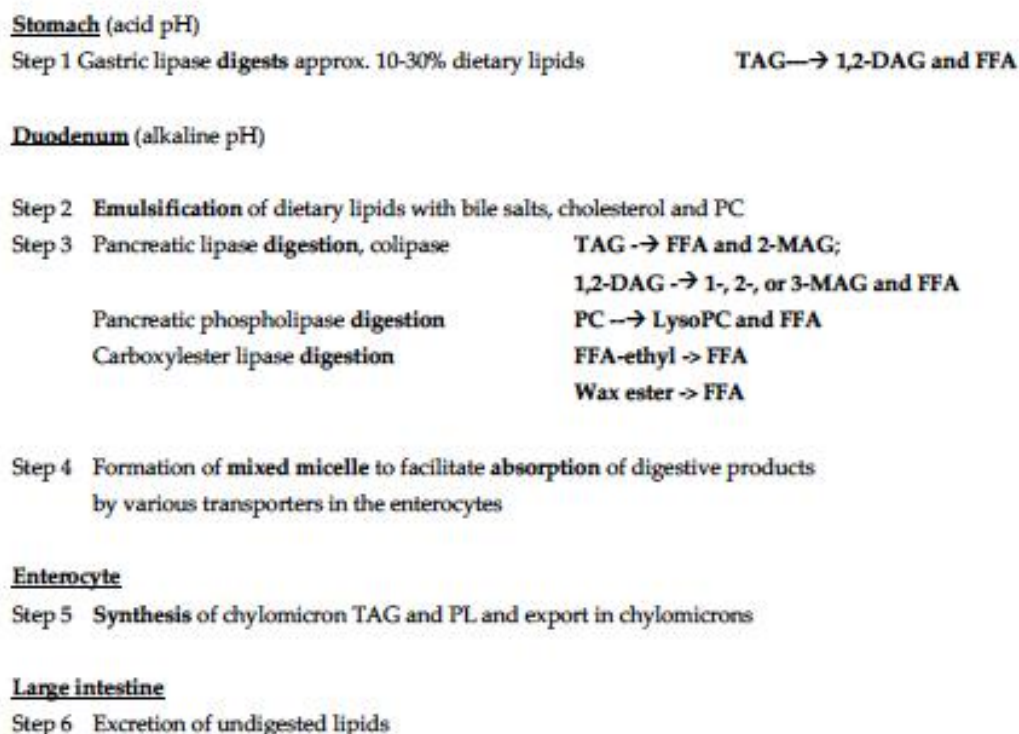 Stomach (acid pH)
Step 1 Gastric lipase digests approx. 10-30% dietary lipids TAG—→ 1,2-DAG and FFA
Duodenum (alkaline pH)
Step 2 Emulsification of dietary lipids with bile salts, cholesterol and PC
Step 3 Pancreatic lipase digestion, colipase TAG -→ FFA and 2-MAG;
1,2-DAG -→ 1-, 2-, or 3-MAG and FFA
Pancreatic phospholipase digestion PC --→ LysoPC and FFA
Carboxylester lipase digestion FFA-ethyl -> FFA
Wax ester -> FFA
Step 4 Formation of mixed micelle to facilitate absorption of digestive products
by various transporters in the enterocytes
Enterocyte
Step 5 Synthesis of chylomicron TAG and PL and export in chylomicrons
Large intestine
Step 6 Excretion of undigested lipids